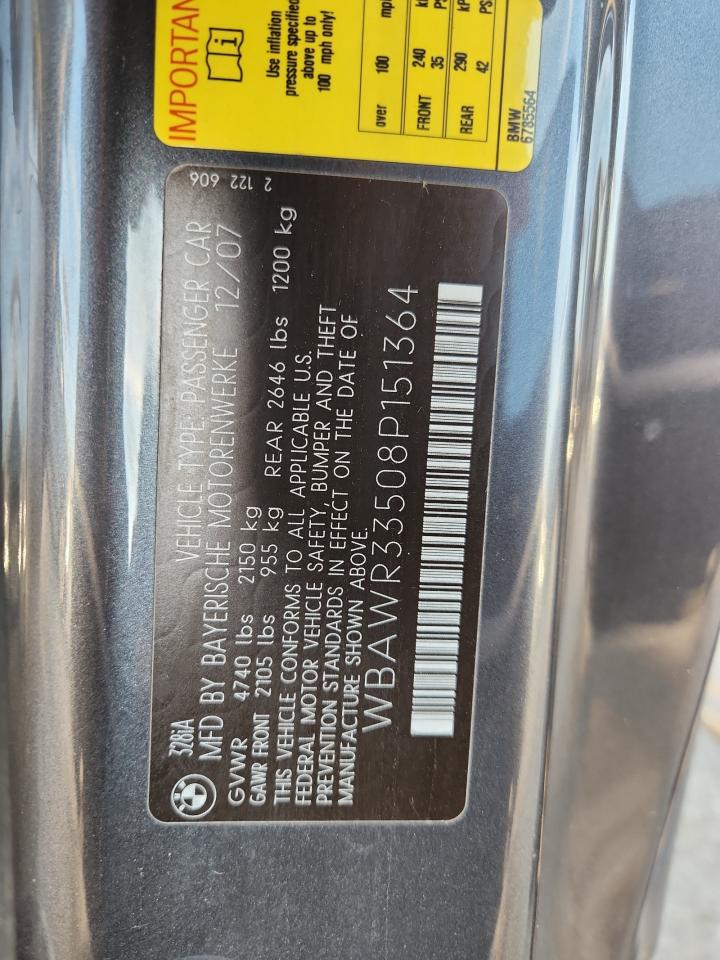 328iA VEHICLE TYPE: PASSENGER CAR 2 122 606
MFD BY BAYERISCHE MOTORENWERKE 12/07
GVWR 4740 lbs 2150 kg
GAWR FRONT 2105 lbs 955 kg REAR 2646 lbs 1200 kg
THIS VEHICLE CONFORMS TO ALL APPLICABLE U.S.
FEDERAL MOTOR VEHICLE SAFETY, BUMPER AND THEFT
PREVENTION STANDARDS IN EFFECT ON THE DATE OF
MANUFACTURE SHOWN ABOVE.
WBAWR33508P151364
Use inflation
pressure specified
above up to
100 mph only!
over 100
FRONT 240
35
REAR 290
42
BMW
6785564